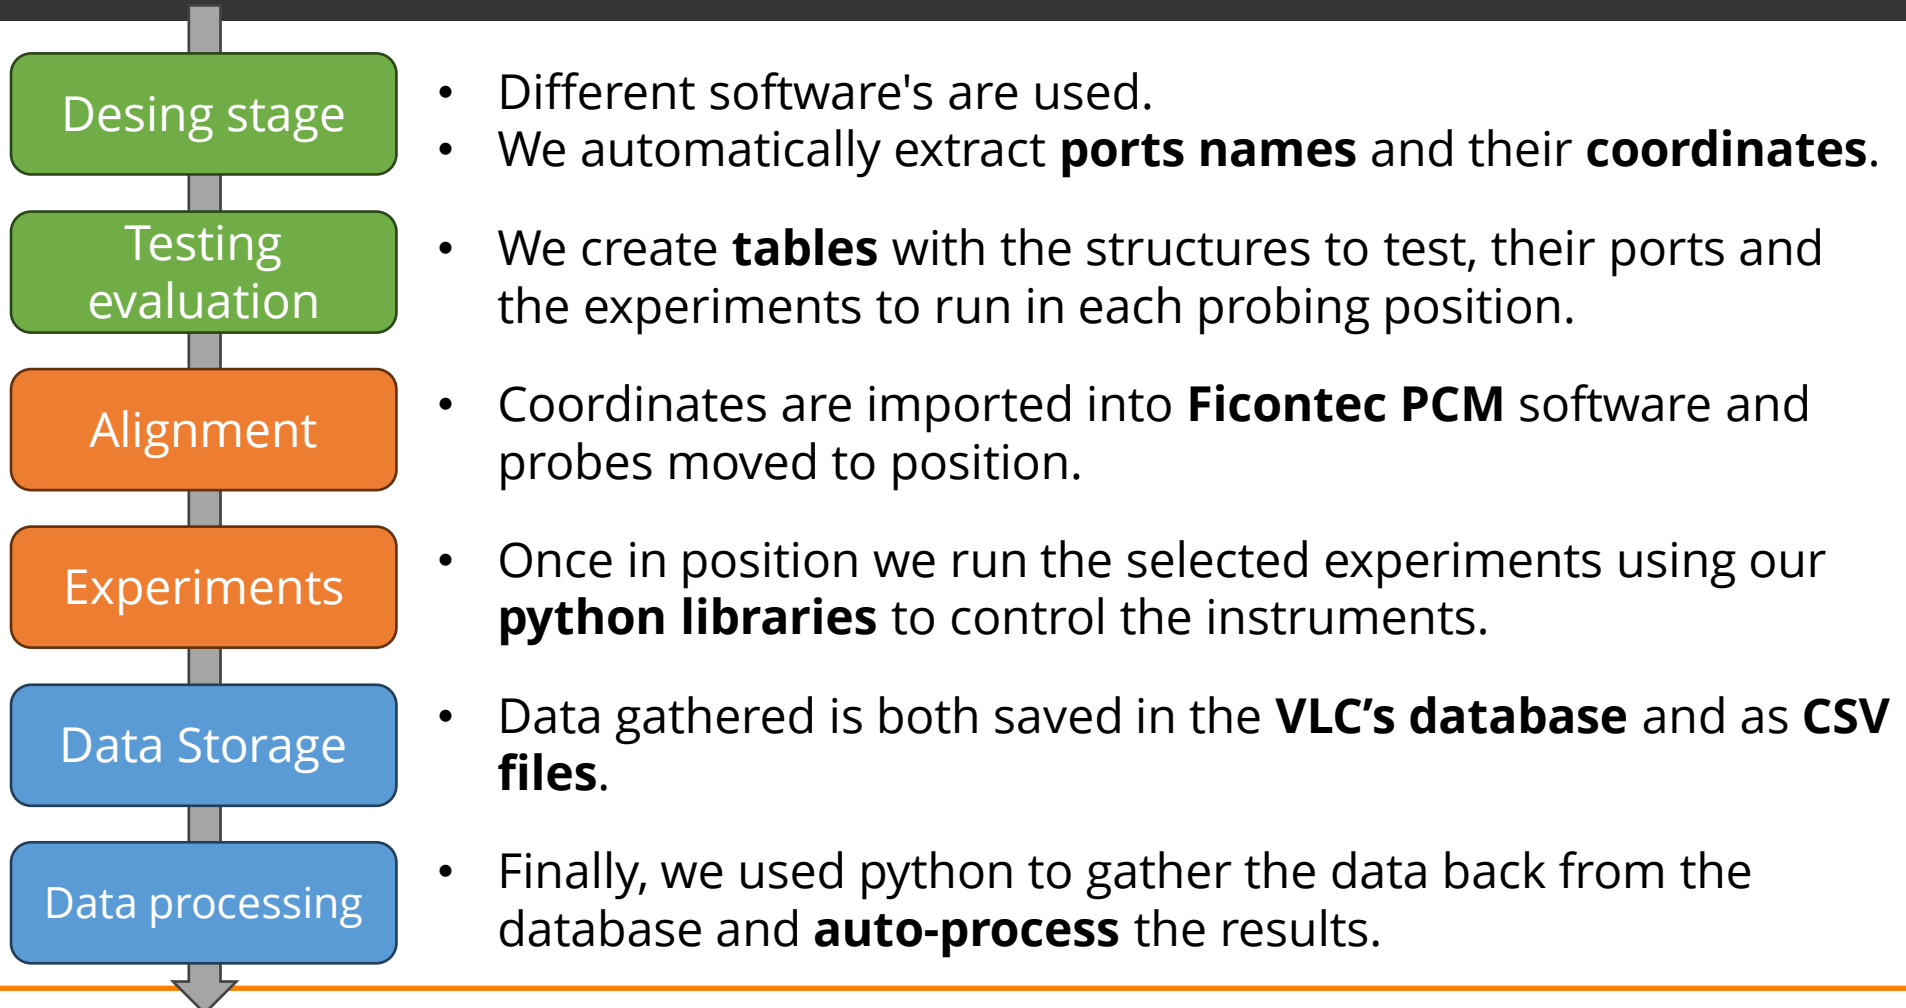 Desing stage
• Different software's are used.
• We automatically extract ports names and their coordinates.
Testing
evaluation
• We create tables with the structures to test, their ports and
the experiments to run in each probing position.
Alignment
• Coordinates are imported into Ficontec PCM software and
probes moved to position.
Experiments
• Once in position we run the selected experiments using our
python libraries to control the instruments.
Data Storage
• Data gathered is both saved in the VLC’s database and as CSV
files.
Data processing
• Finally, we used python to gather the data back from the
database and auto-process the results.